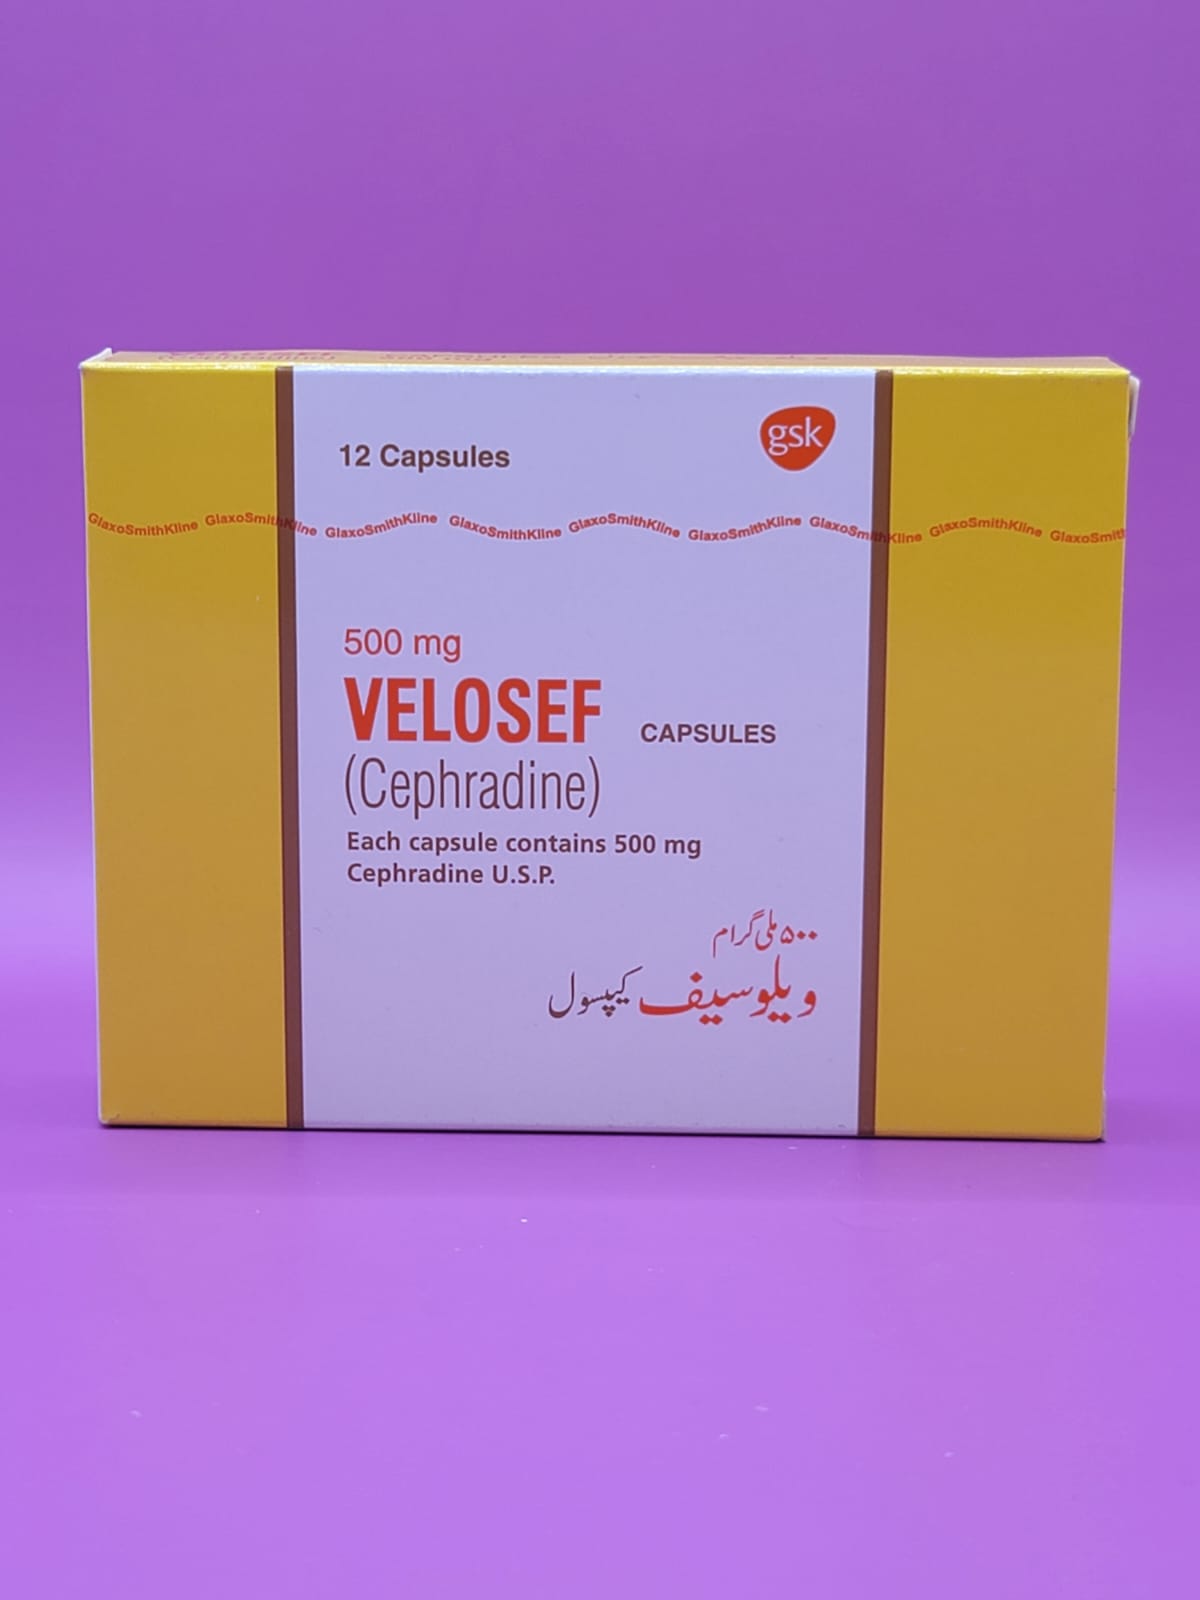 12 Capsules
gsk
GlaxoSmithKline GlaxoSmithKline GlaxoSmithKline GlaxoSmithKline GlaxoSmithKline GlaxoSmithKline GlaxoSmithKline GlaxoSmithKline GlaxoSmit
500 mg
VELOSEF CAPSULES
(Cephradine)
Each capsule contains 500 mg
Cephradine U.S.P.
۵۰۰ ملی گرام
ویلوسیف کیپسول